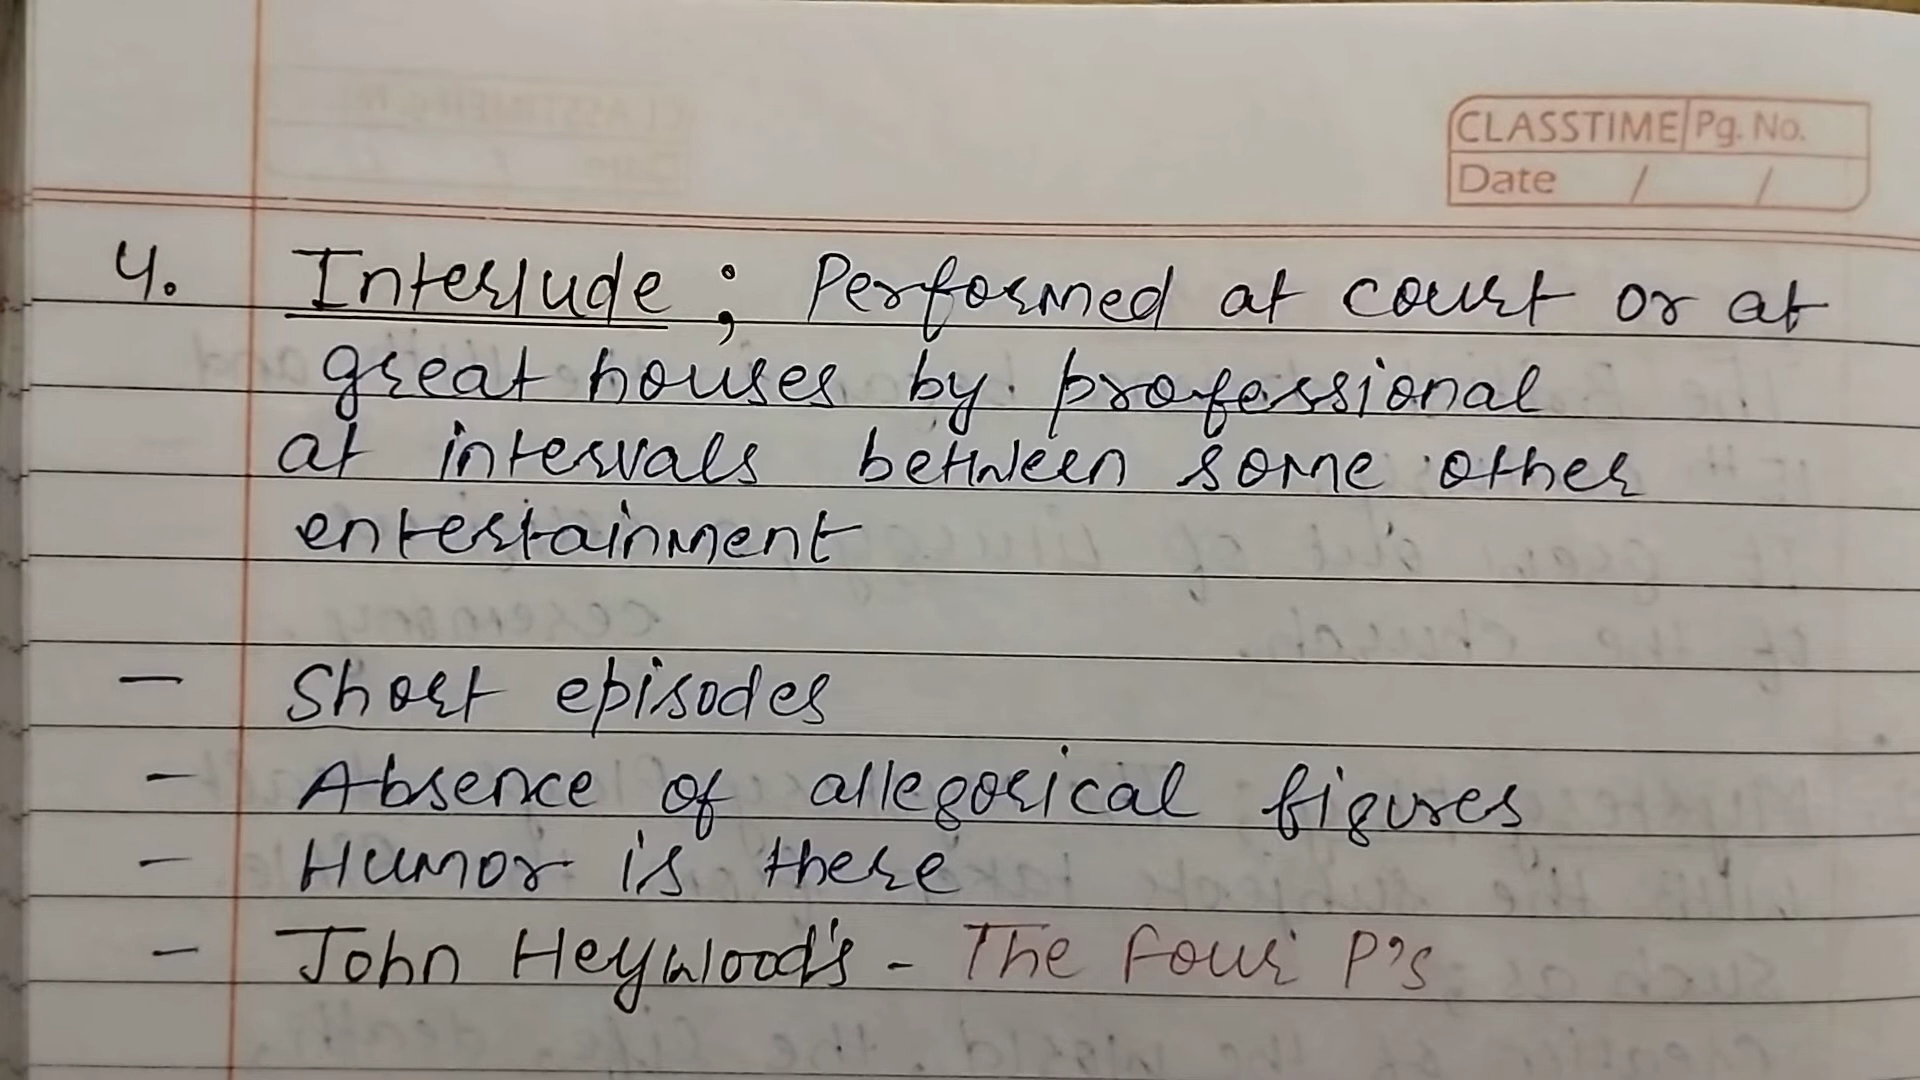 CLASSTIME Pg. No.
Date / /
4. Interlude ; Performed at court or at
great houses by professional
at intervals between some other
entertainment
- Short episodes
- Absence of allegorical figures
- Humor is there
- John Heywood's - The Four P's